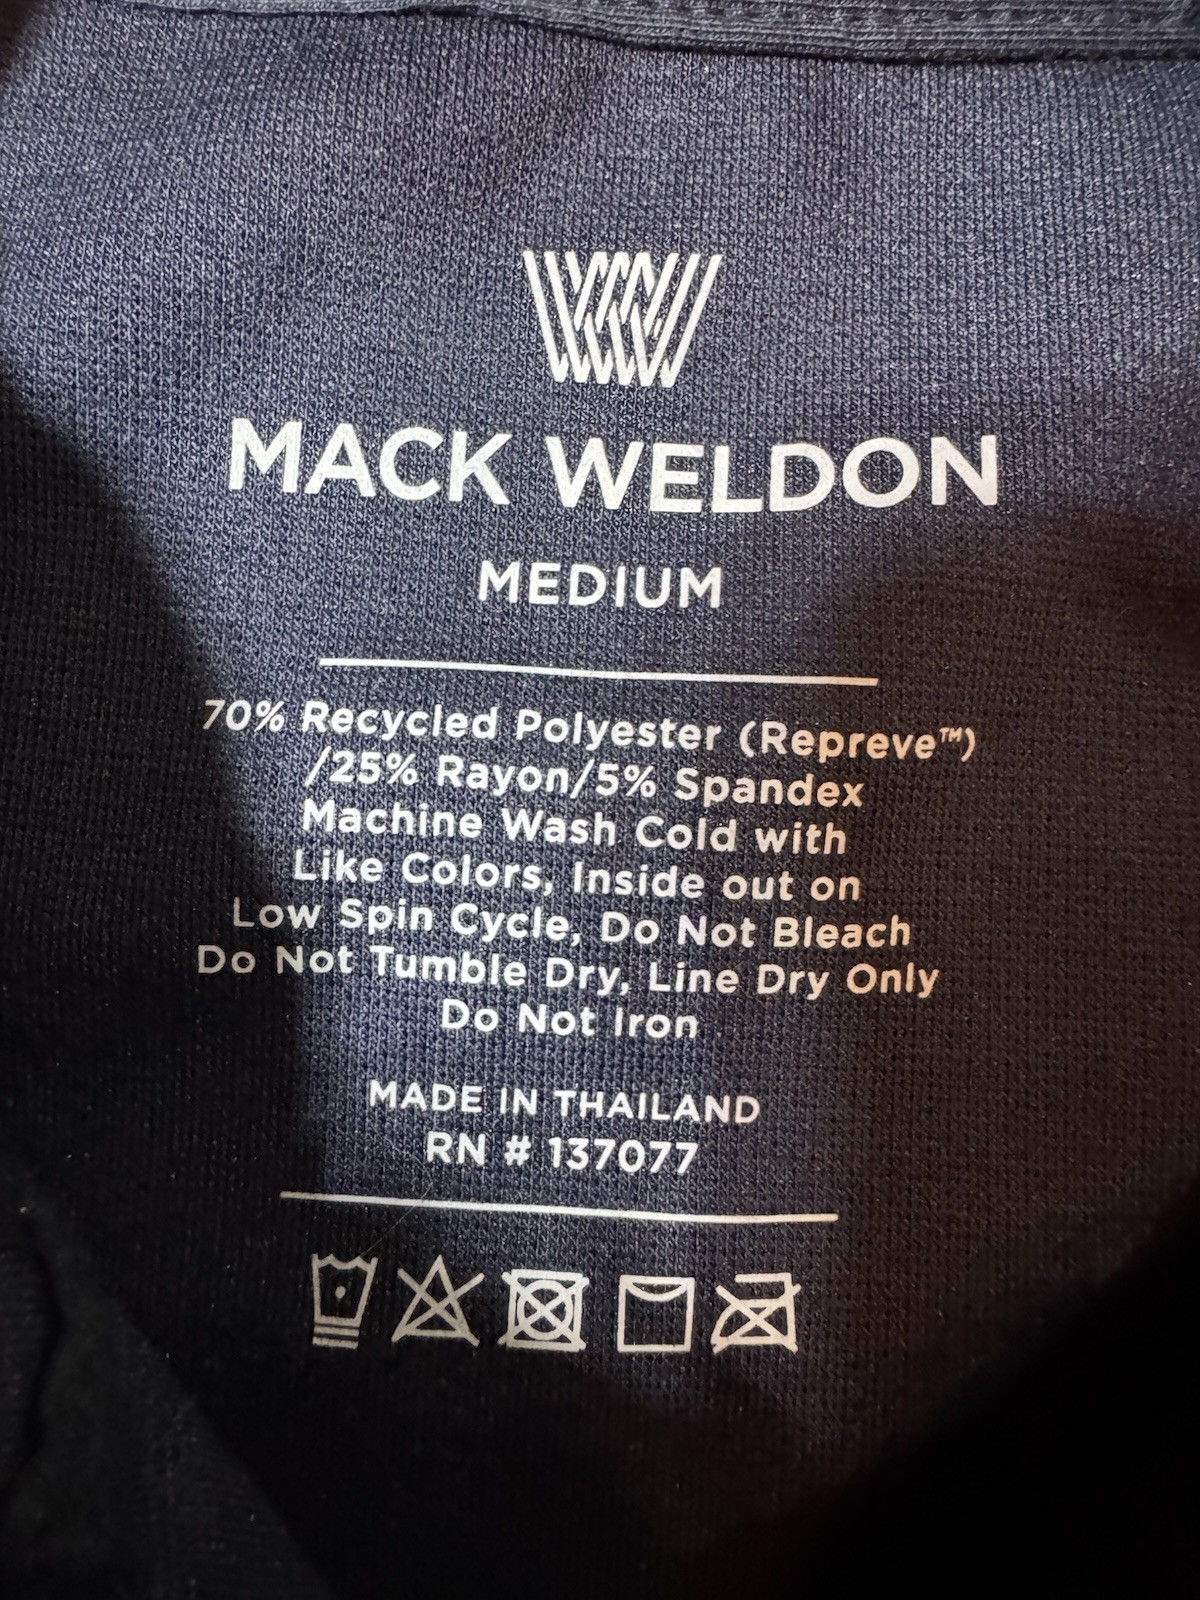 MACK WELDON
MEDIUM
70% Recycled Polyester (Repreve™)
/25% Rayon/5% Spandex
Machine Wash Cold with
Like Colors, Inside out on
Low Spin Cycle, Do Not Bleach
Do Not Tumble Dry, Line Dry Only
Do Not Iron
MADE IN THAILAND
RN # 137077